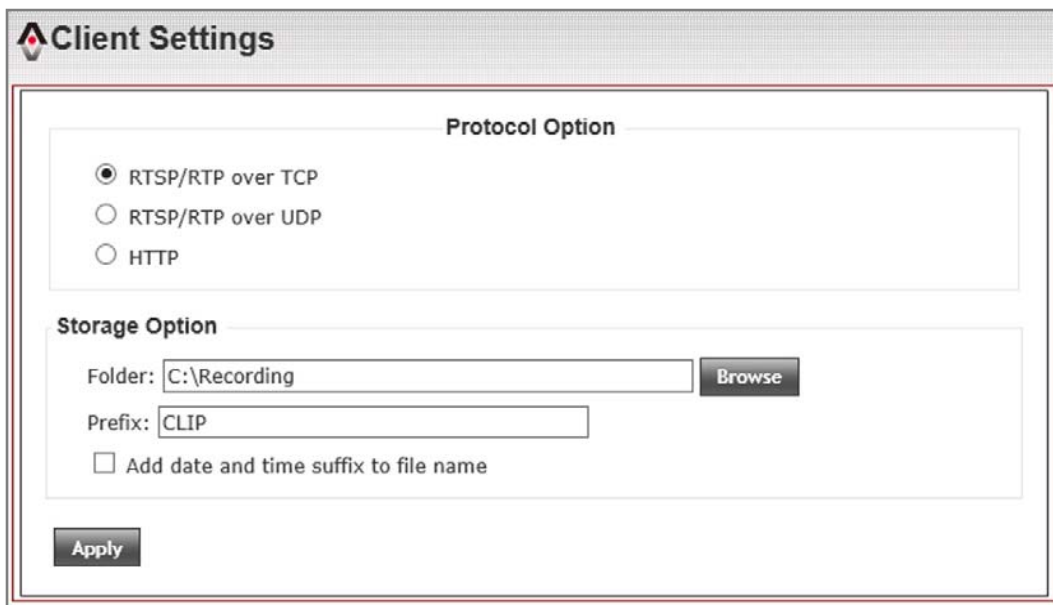 Client Settings
Protocol Option
RTSP/RTP over TCP
RTSP/RTP over UDP
HTTP
Storage Option
Folder: C:\Recording Browse
Prefix: CLIP
Add date and time suffix to file name
Apply